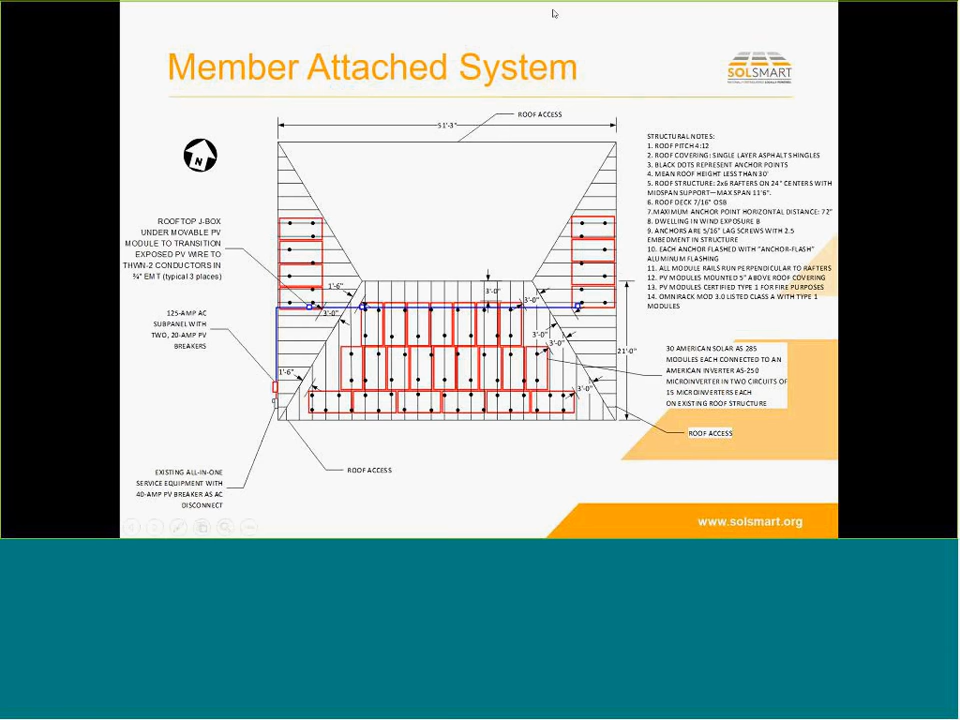 Member Attached System
SOLSMART
ROOF ACCESS
51'-3"
N
STRUCTURAL NOTES:
1. ROOF PITCH 4:12
2. ROOF COVERING: SINGLE LAYER ASPHALT SHINGLES
3. BLACK DOTS REPRESENT ANCHOR POINTS
4. MEAN ROOF HEIGHT LESS THAN 30'
5. ROOF STRUCTURE: 2x6 RAFTERS ON 24" CENTERS WITH
MIDSPAN SUPPORT—MAX SPAN 11'6".
6. ROOF DECK 7/16" OSB
7.MAXIMUM ANCHOR POINT HORIZONTAL DISTANCE: 72"
8. DWELLING IN WIND EXPOSURE B
9. ANCHORS ARE 5/16" LAG SCREWS WITH 2.5
EMBEDMENT IN STRUCTURE
10. EACH ANCHOR FLASHED WITH "ANCHOR-FLASH"
ALUMINUM FLASHING
11. ALL MODULE RAILS RUN PERPENDICULAR TO RAFTERS
12. PV MODULES MOUNTED 5" ABOVE ROOF COVERING
13. PV MODULES CERTIFIED TYPE 1 FOR FIRE PURPOSES
14. OMNIRACK MOD 3.0 LISTED CLASS A WITH TYPE 1
MODULES
ROOFTOP J-BOX
UNDER MOVABLE PV
MODULE TO TRANSITION
EXPOSED PV WIRE TO
THWN-2 CONDUCTORS IN
¾" EMT (typical 3 places)
1'-6"
3'-0"
3'-0"
3'-0"
125-AMP AC
SUBPANEL WITH
TWO, 20-AMP PV
BREAKERS
3'-0"
3'-0"
21'-0"
1'-6"
3'-0"
30 AMERICAN SOLAR AS 285
MODULES EACH CONNECTED TO AN
AMERICAN INVERTER AS-250
MICROINVERTER IN TWO CIRCUITS OF
15 MICROINVERTERS EACH
ON EXISTING ROOF STRUCTURE
ROOF ACCESS
ROOF ACCESS
EXISTING ALL-IN-ONE
SERVICE EQUIPMENT WITH
40-AMP PV BREAKER AS AC
DISCONNECT
www.solsmart.org